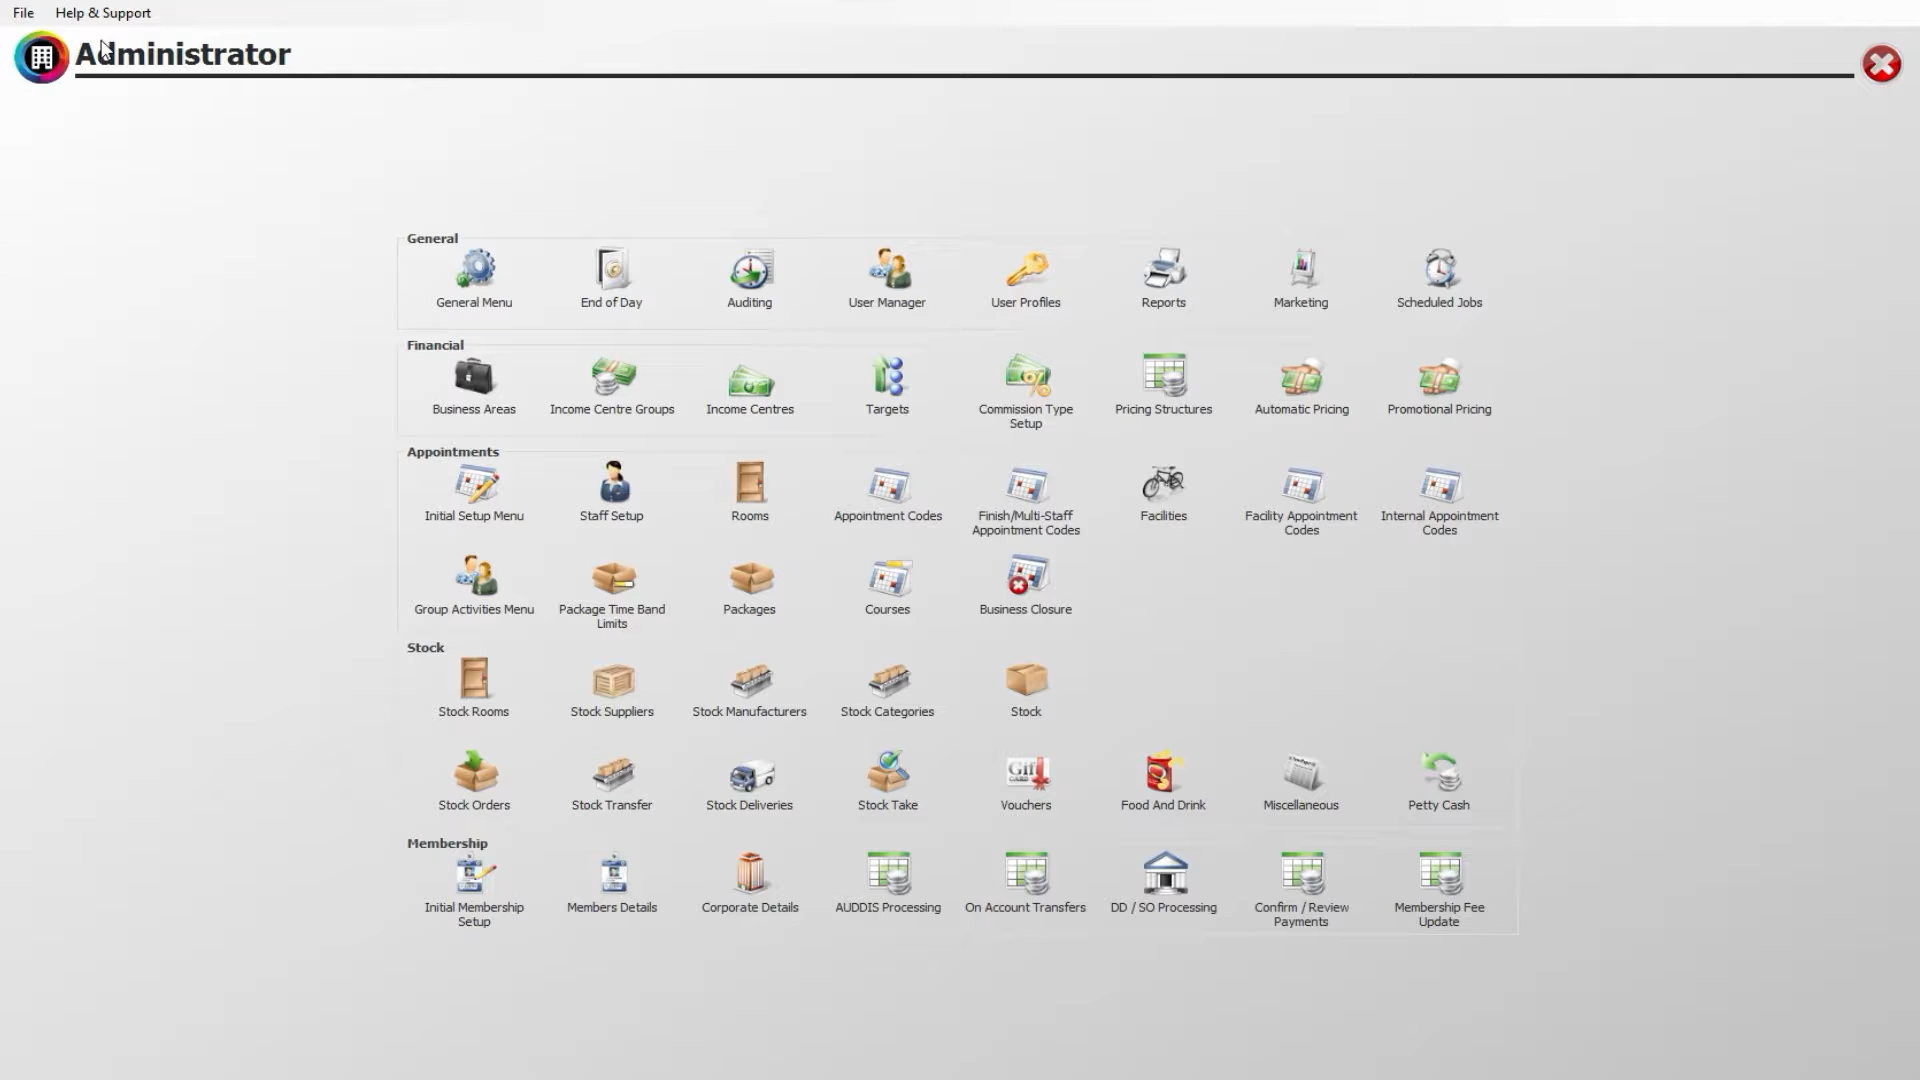 File Help & Support
Administrator
General
General Menu End of Day Auditing User Manager User Profiles Reports Marketing Scheduled Jobs
Financial
Business Areas Income Centre Groups Income Centres Targets Commission Type Pricing Structures Automatic Pricing Promotional Pricing
Setup
Appointments
Initial Setup Menu Staff Setup Rooms Appointment Codes Finish/Multi-Staff Facilities Facility Appointment Internal Appointment
Appointment Codes Codes Codes
Group Activities Menu Package Time Band Packages Courses Business Closure
Limits
Stock
Stock Rooms Stock Suppliers Stock Manufacturers Stock Categories Stock
Stock Orders Stock Transfer Stock Deliveries Stock Take Vouchers Food And Drink Miscellaneous Petty Cash
Membership
Initial Membership Members Details Corporate Details AUDDIS Processing On Account Transfers DD / SO Processing Confirm / Review Membership Fee
Setup Payments Update